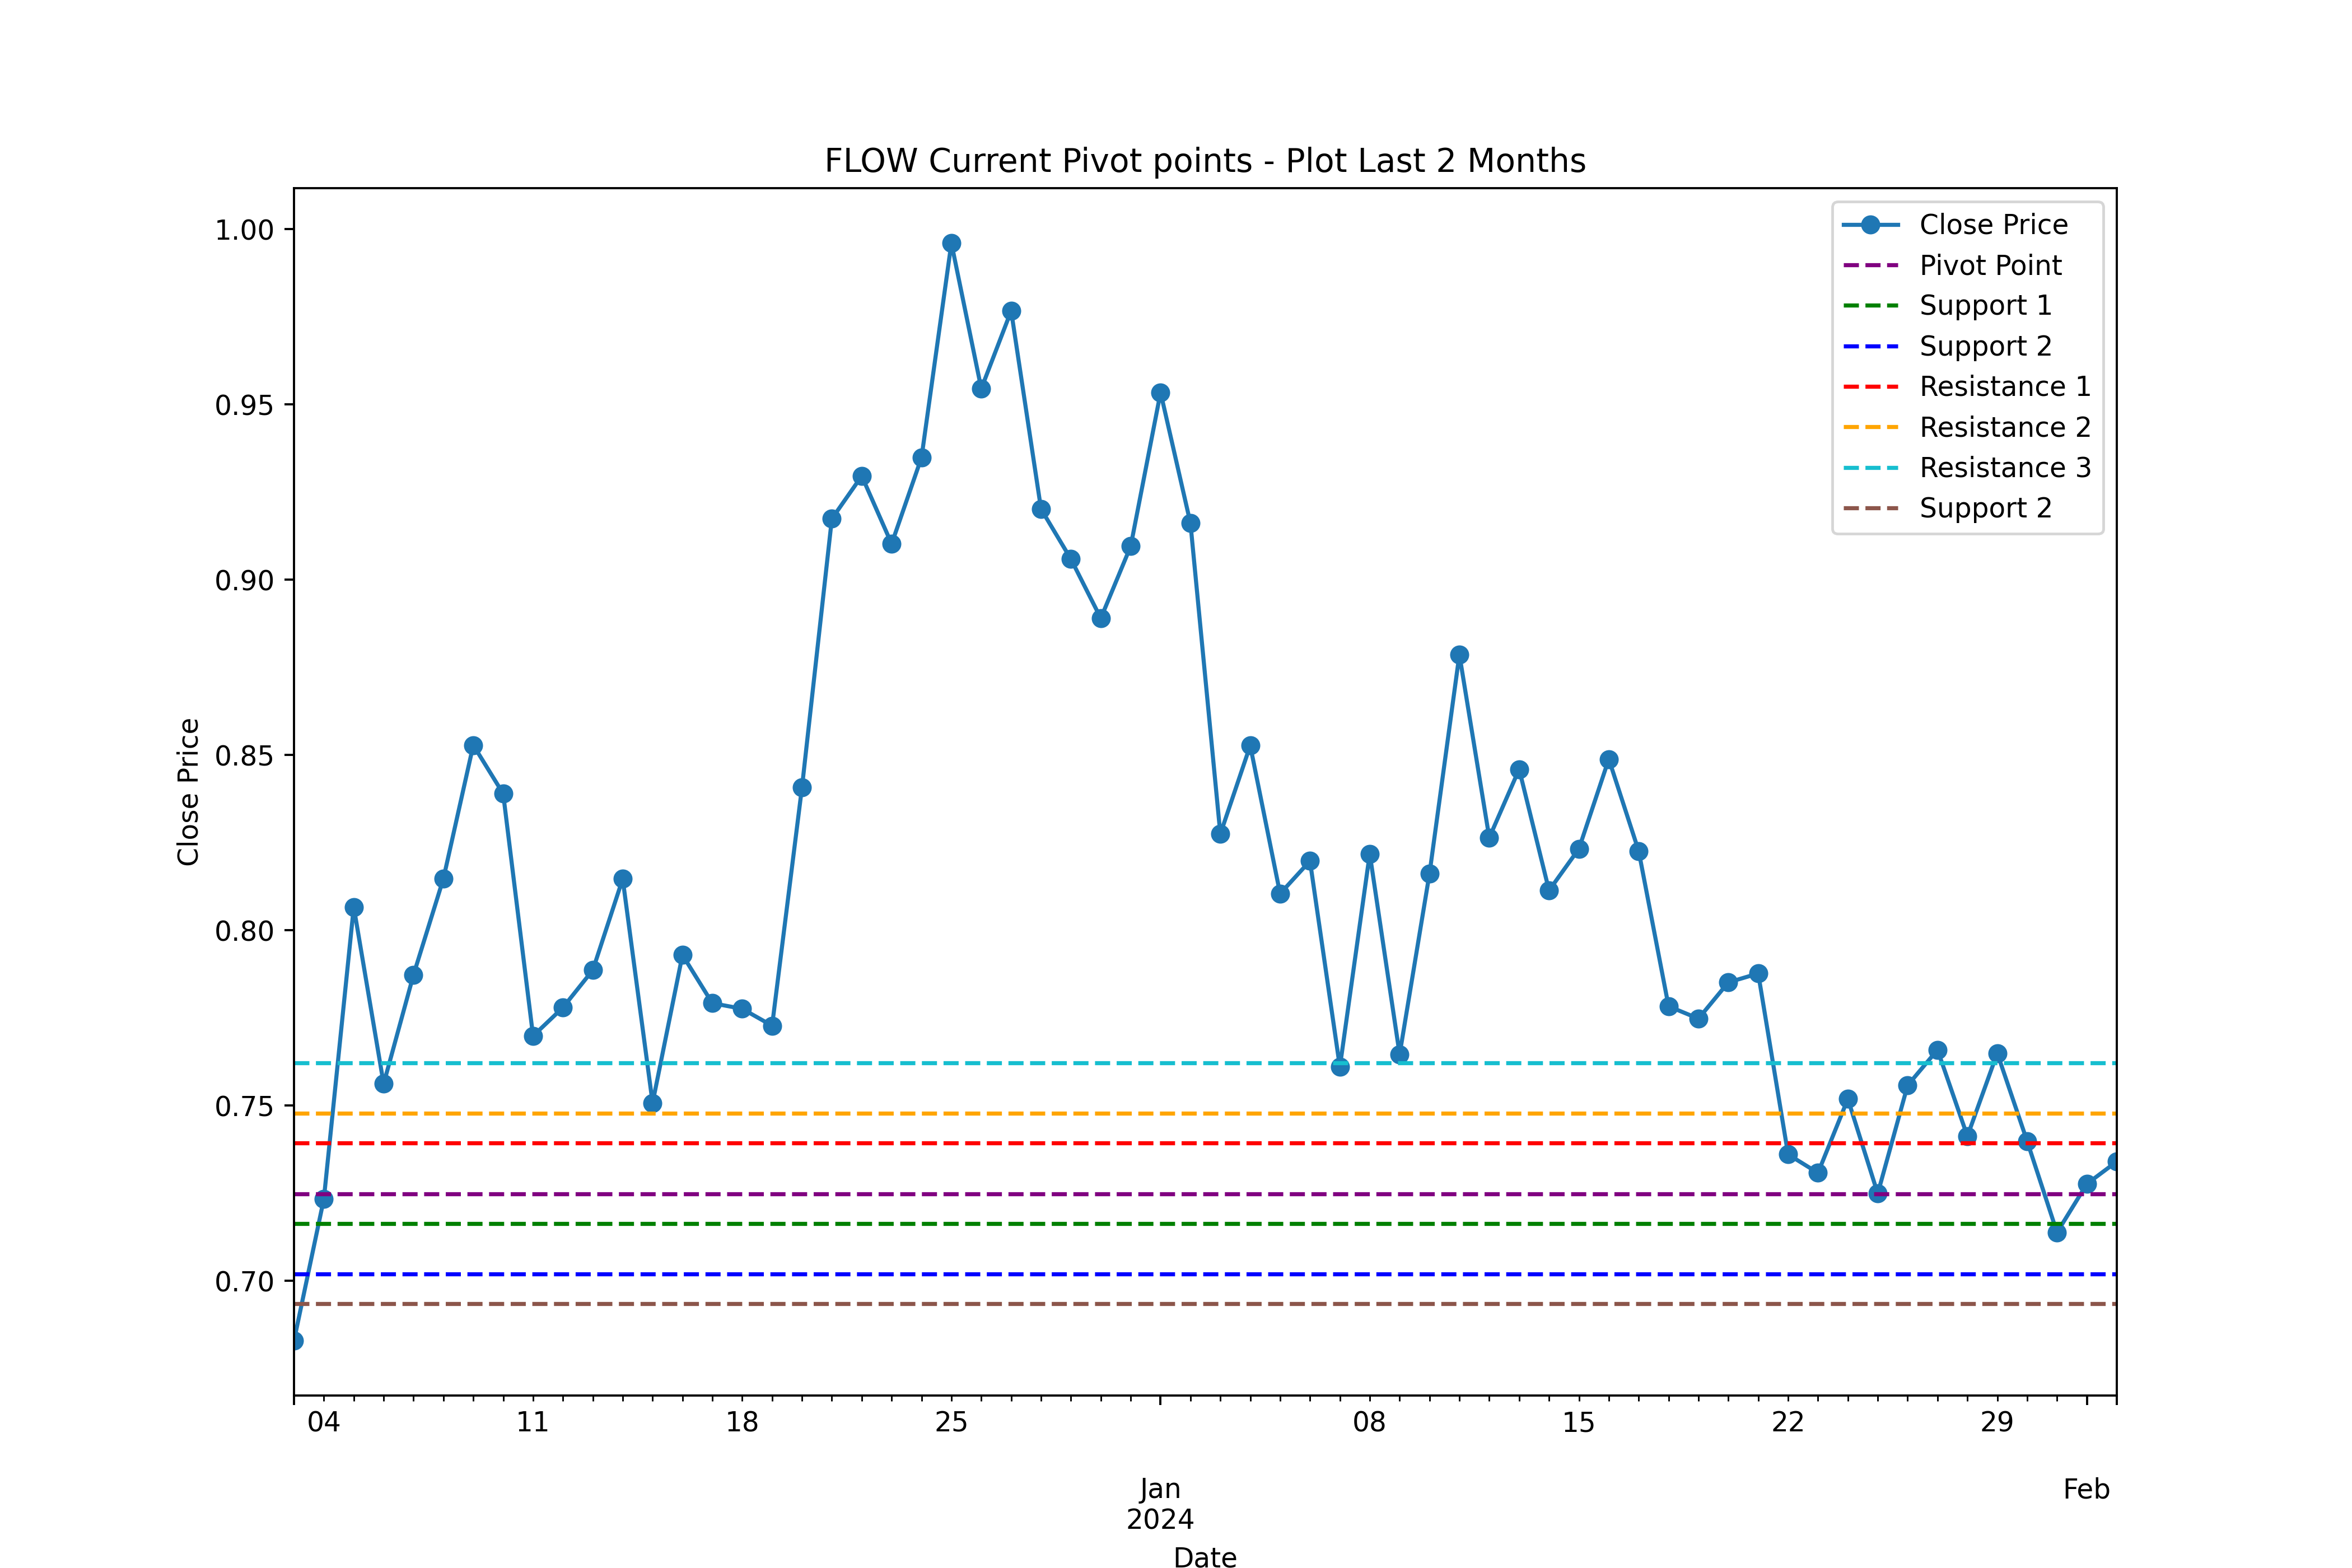 FLOW Current Pivot points - Plot Last 2 Months
1.00
0.95
0.90
0.85
0.80
0.75
0.70
Close Price
Close Price
Pivot Point
Support 1
Support 2
Resistance 1
Resistance 2
Resistance 3
Support 2
04 11 18 25 08 15 22 29
Jan Feb
2024
Date